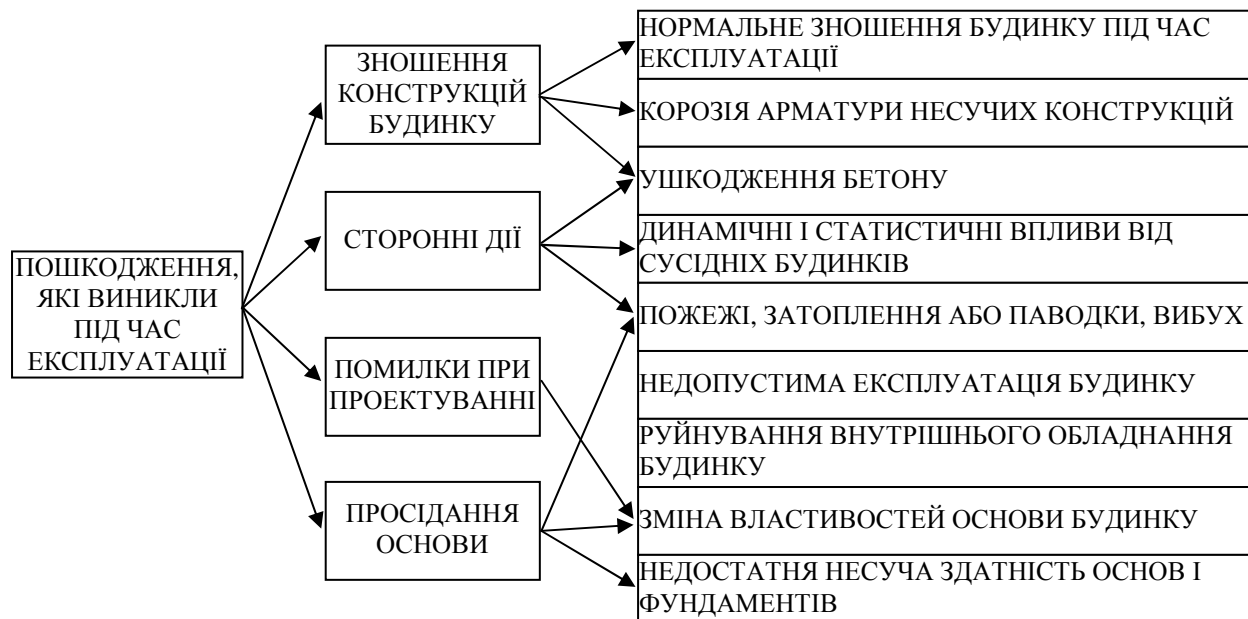 ПОШКОДЖЕННЯ,
ЯКІ ВИНИКЛИ
ПІД ЧАС
ЕКСПЛУАТАЦІЇ
ЗНОШЕННЯ
КОНСТРУКЦІЙ
БУДИНКУ
СТОРОННІ ДІЇ
ПОМИЛКИ ПРИ
ПРОЕКТУВАННІ
ПРОСІДАННЯ
ОСНОВИ
НОРМАЛЬНЕ ЗНОШЕННЯ БУДИНКУ ПІД ЧАС
ЕКСПЛУАТАЦІЇ
КОРОЗІЯ АРМАТУРИ НЕСУЧИХ КОНСТРУКЦІЙ
УШКОДЖЕННЯ БЕТОНУ
ДИНАМІЧНІ І СТАТИСТИЧНІ ВПЛИВИ ВІД
СУСІДНІХ БУДИНКІВ
ПОЖЕЖІ, ЗАТОПЛЕННЯ АБО ПАВОДКИ, ВИБУХ
НЕДОПУСТИМА ЕКСПЛУАТАЦІЯ БУДИНКУ
РУЙНУВАННЯ ВНУТРІШНЬОГО ОБЛАДНАННЯ
БУДИНКУ
ЗМІНА ВЛАСТИВОСТЕЙ ОСНОВИ БУДИНКУ
НЕДОСТАТНЯ НЕСУЧА ЗДАТНІСТЬ ОСНОВ І
ФУНДАМЕНТІВ